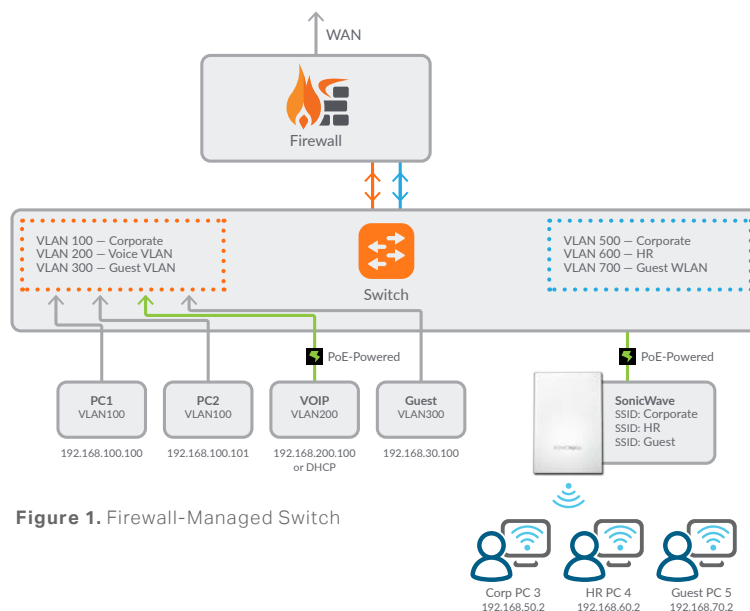 WAN
Firewall
VLAN 100 — Corporate
VLAN 200 — Voice VLAN
VLAN 300 — Guest VLAN
Switch
VLAN 500 — Corporate
VLAN 600 — HR
VLAN 700 — Guest WLAN
PoE-Powered
PoE-Powered
PC1
VLAN100
192.168.100.100
PC2
VLAN100
192.168.100.101
VOIP
VLAN200
192.168.200.100
or DHCP
Guest
VLAN300
192.168.30.100
SonicWave
SSID: Corporate
SSID: HR
SSID: Guest
Figure 1. Firewall-Managed Switch
Corp PC 3
192.168.50.2
HR PC 4
192.168.60.2
Guest PC 5
192.168.70.2